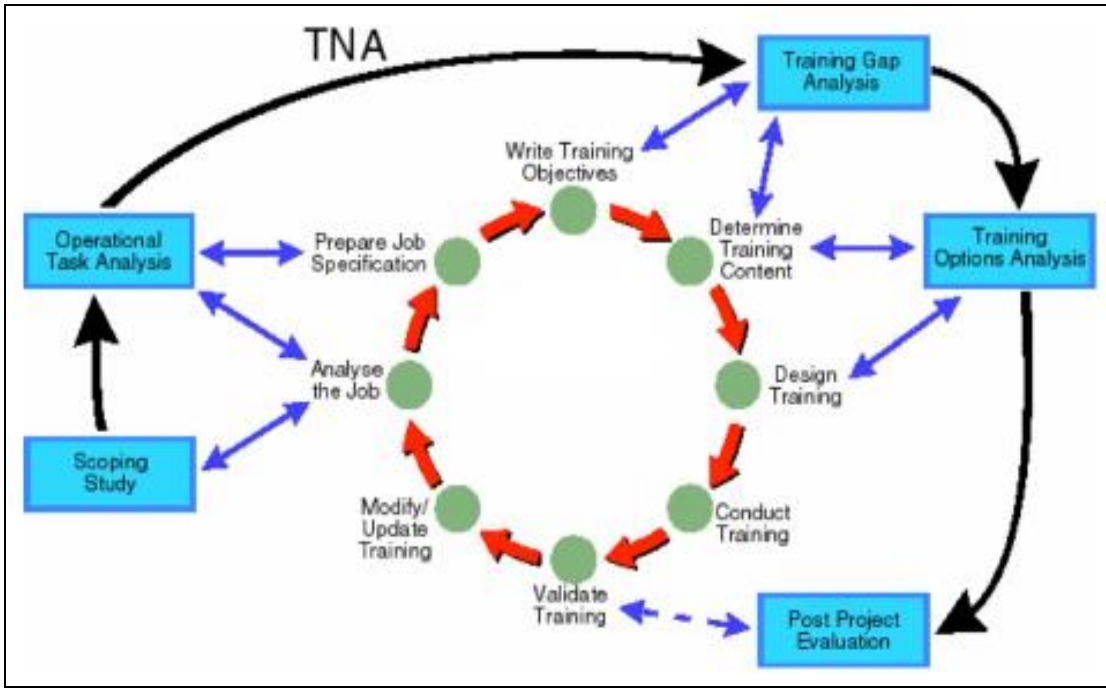 TNA
Training Gap
Analysis
Write Training
Objectives
Operational
Task Analysis
Prepare Job
Specification
Determine
Training
Content
Training
Options Analysis
Analyse
the Job
Design
Training
Scoping
Study
Modify/
Update
Training
Conduct
Training
Validate
Training
Post Project
Evaluation